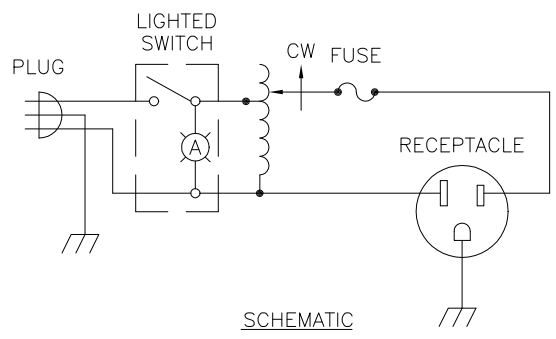 LIGHTED
SWITCH
PLUG
CW
FUSE
A
RECEPTACLE
SCHEMATIC